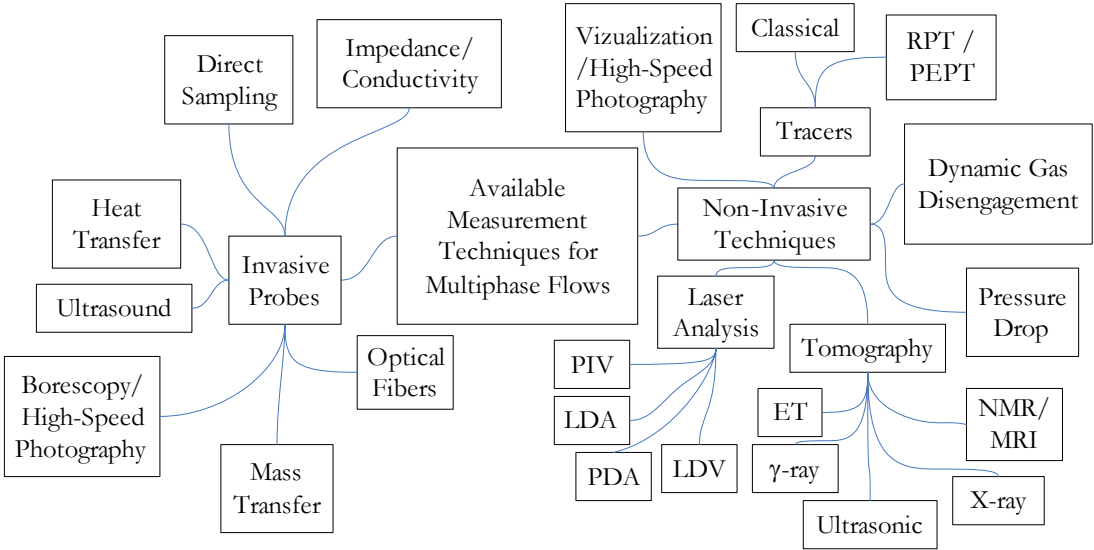 Direct
Sampling
Impedance/
Conductivity
Vizualization
/High-Speed
Photography
Classical
RPT /
PEPT
Tracers
Heat
Transfer
Ultrasound
Invasive
Probes
Available
Measurement
Techniques for
Multiphase Flows
Non-Invasive
Techniques
Dynamic Gas
Disengagement
Pressure
Drop
Borescopy/
High-Speed
Photography
Mass
Transfer
Optical
Fibers
Laser
Analysis
PIV
LDA
PDA
LDV
Tomography
ET
γ-ray
Ultrasonic
X-ray
NMR/
MRI